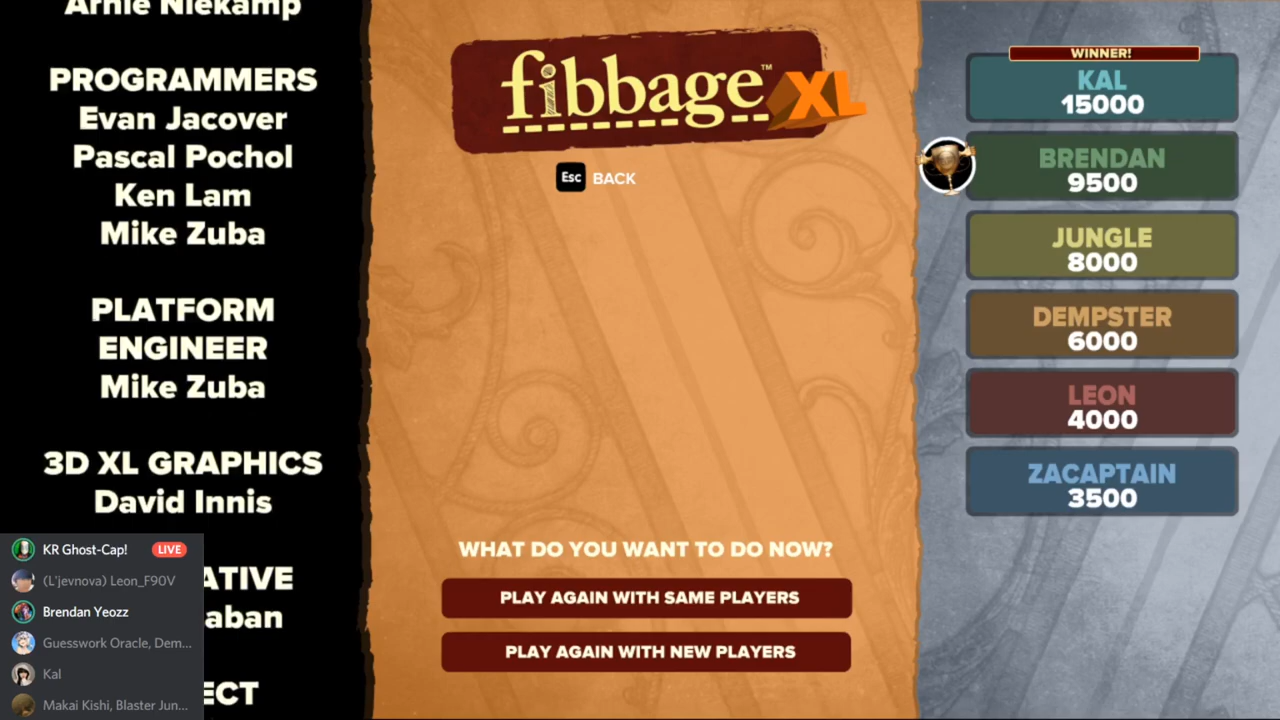 Arnie Niekamp
PROGRAMMERS
Evan Jacover
Pascal Pochol
Ken Lam
Mike Zuba
PLATFORM
ENGINEER
Mike Zuba
3D XL GRAPHICS
David Innis
ATIVE
aban
ECT
KR Ghost-Cap! LIVE
(L'jevnova) Leon_F90V
Brendan Yeozz
Guesswork Oracle, Dem...
Kal
Makai Kishi, Blaster Jun...
fibbage™ XL
Esc BACK
WHAT DO YOU WANT TO DO NOW?
PLAY AGAIN WITH SAME PLAYERS
PLAY AGAIN WITH NEW PLAYERS
WINNER!
KAL
15000
BRENDAN
9500
JUNGLE
8000
DEMPSTER
6000
LEON
4000
ZACAPTAIN
3500